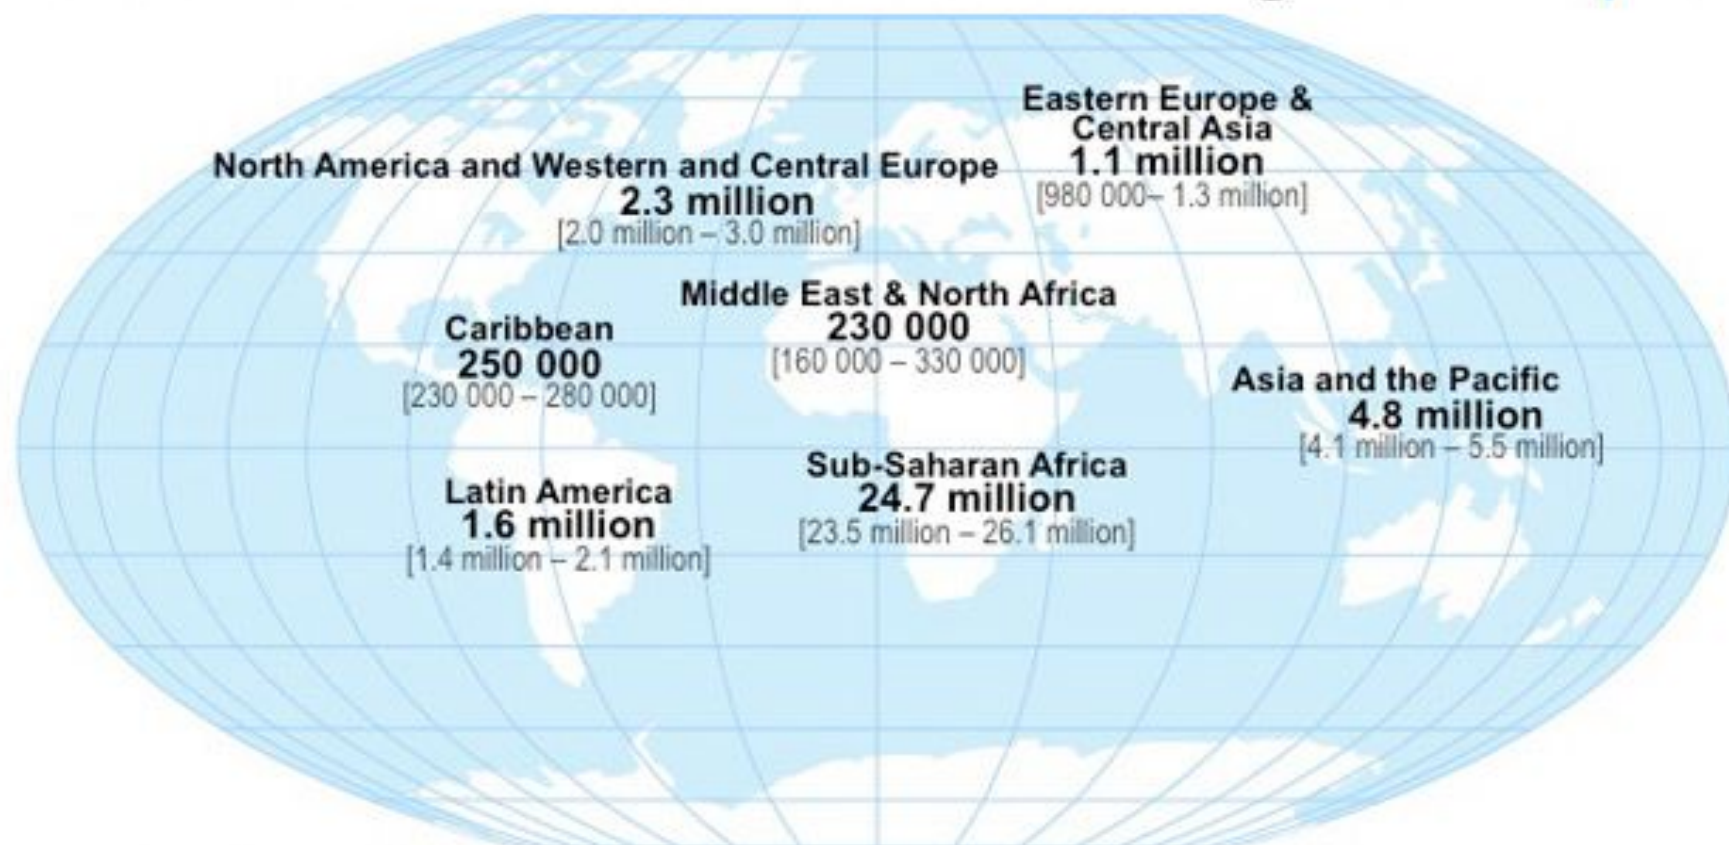 Eastern Europe &
Central Asia
1.1 million
[980 000– 1.3 million]
North America and Western and Central Europe
2.3 million
[2.0 million – 3.0 million]
Middle East & North Africa
230 000
[160 000 – 330 000]
Caribbean
250 000
[230 000 – 280 000]
Asia and the Pacific
4.8 million
[4.1 million – 5.5 million]
Sub-Saharan Africa
24.7 million
[23.5 million – 26.1 million]
Latin America
1.6 million
[1.4 million – 2.1 million]